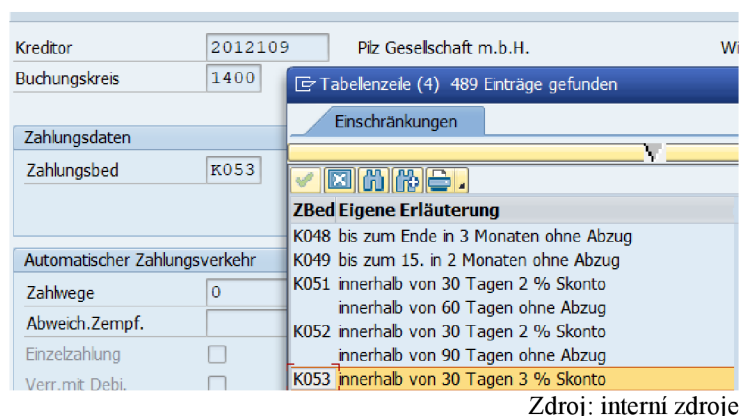 Kreditor 2012109 Pilz Gesellschaft m.b.H. Wi
Buchungskreis 1400
Tabellenzeile (4) 489 Einträge gefunden
Einschränkungen
Zahlungsdaten
Zahlungsbed K053
ZBed Eigene Erläuterung
K048 bis zum Ende in 3 Monaten ohne Abzug
Automatischer Zahlungsverkehr
K049 bis zum 15. in 2 Monaten ohne Abzug
Zahlwege 0
K051 innerhalb von 30 Tagen 2 % Skonto
innerhalb von 60 Tagen ohne Abzug
Abweich.Zempf.
K052 innerhalb von 30 Tagen 2 % Skonto
Einzelzahlung
innerhalb von 90 Tagen ohne Abzug
Verr.mit Debi.
K053 innerhalb von 30 Tagen 3 % Skonto
Zdroj: interní zdroje